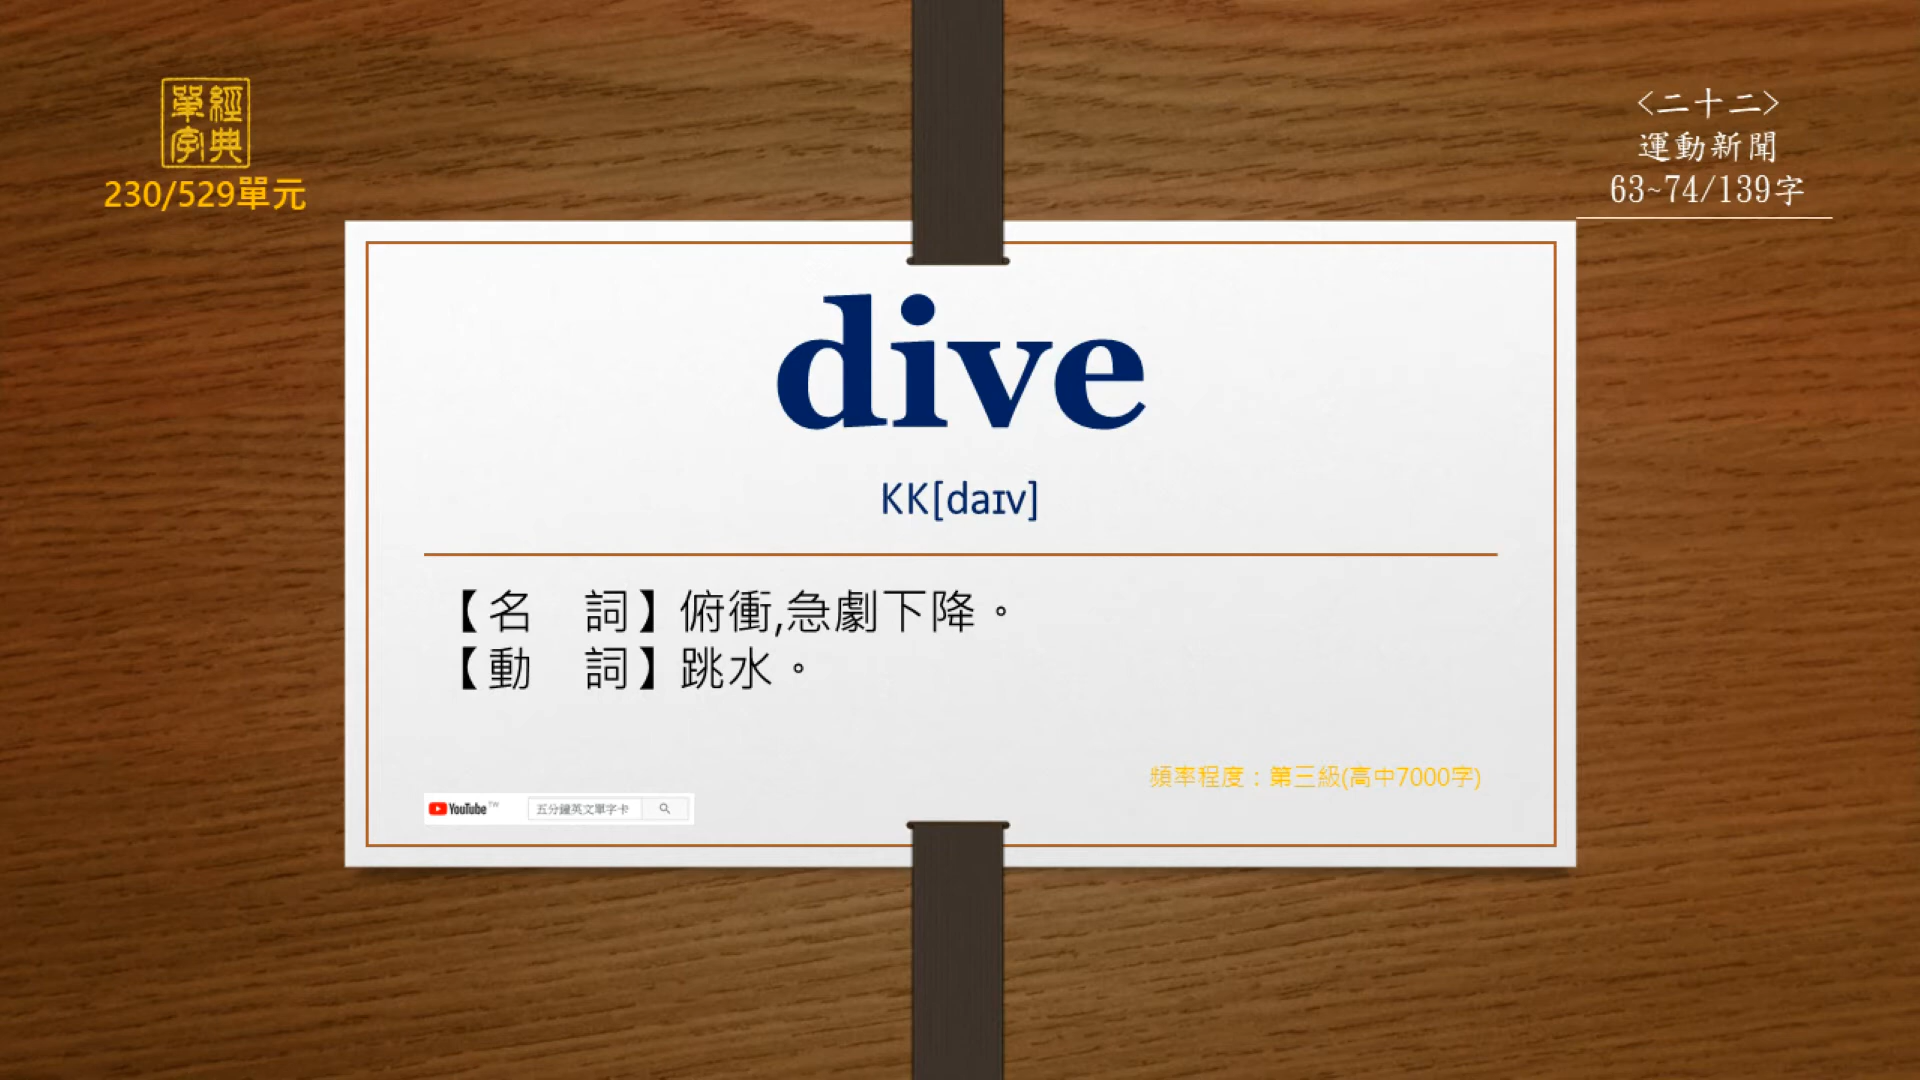 經典
單字
230/529單元
<二十二>
運動新聞
63~74/139字
dive
KK[daɪv]
【名　詞】俯衝,急劇下降。
【動　詞】跳水。
頻率程度：第三級(高中7000字)
YouTube TW 五分鐘英文單字卡